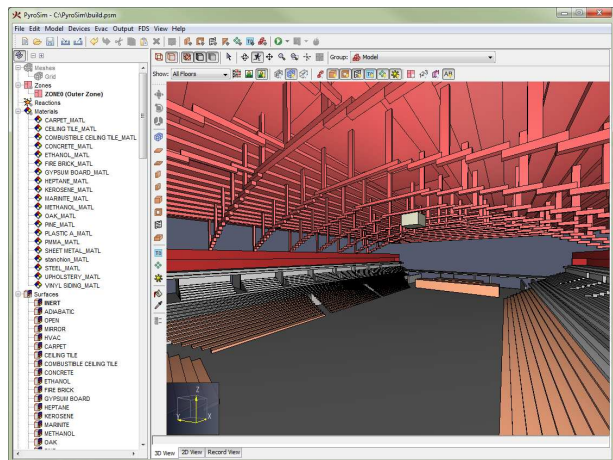 PyroSim - C:\PyroSim\build.psm
File Edit Model Devices Evac Output FDS View Help
Group: Model
Show: All Floors
Meshes
Grid
Zones
ZONE0 (Outer Zone)
Reactions
Materials
CARPET_MATL
CEILING TILE_MATL
COMBUSTIBLE CEILING TILE_MATL
CONCRETE_MATL
ETHANOL_MATL
FIRE BRICK_MATL
GYPSUM BOARD_MATL
HEPTANE_MATL
KEROSENE_MATL
MARINITE_MATL
METHANOL_MATL
OAK_MATL
PINE_MATL
PLASTIC A_MATL
PMMA_MATL
SHEET METAL_MATL
stanchion_MATL
STEEL_MATL
UPHOLSTERY_MATL
VINYL SIDING_MATL
Surfaces
INERT
ADIABATIC
OPEN
MIRROR
HVAC
CARPET
CEILING TILE
COMBUSTIBLE CEILING TILE
CONCRETE
ETHANOL
FIRE BRICK
GYPSUM BOARD
HEPTANE
KEROSENE
MARINITE
METHANOL
OAK
Z
Y
X
3D View 2D View Record View